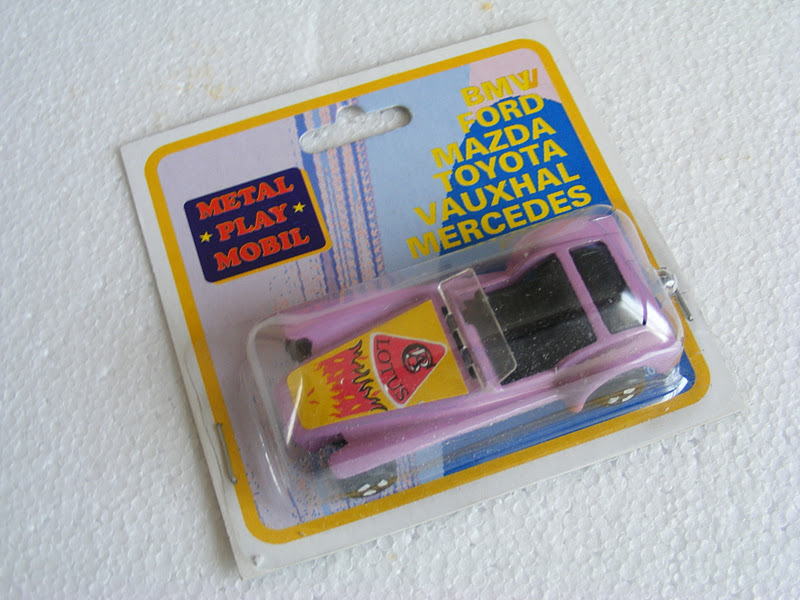 METAL
PLAY
MOBIL
BMW
FORD
MAZDA
TOYOTA
VAUXHAL
MERCEDES
B
LOTUS